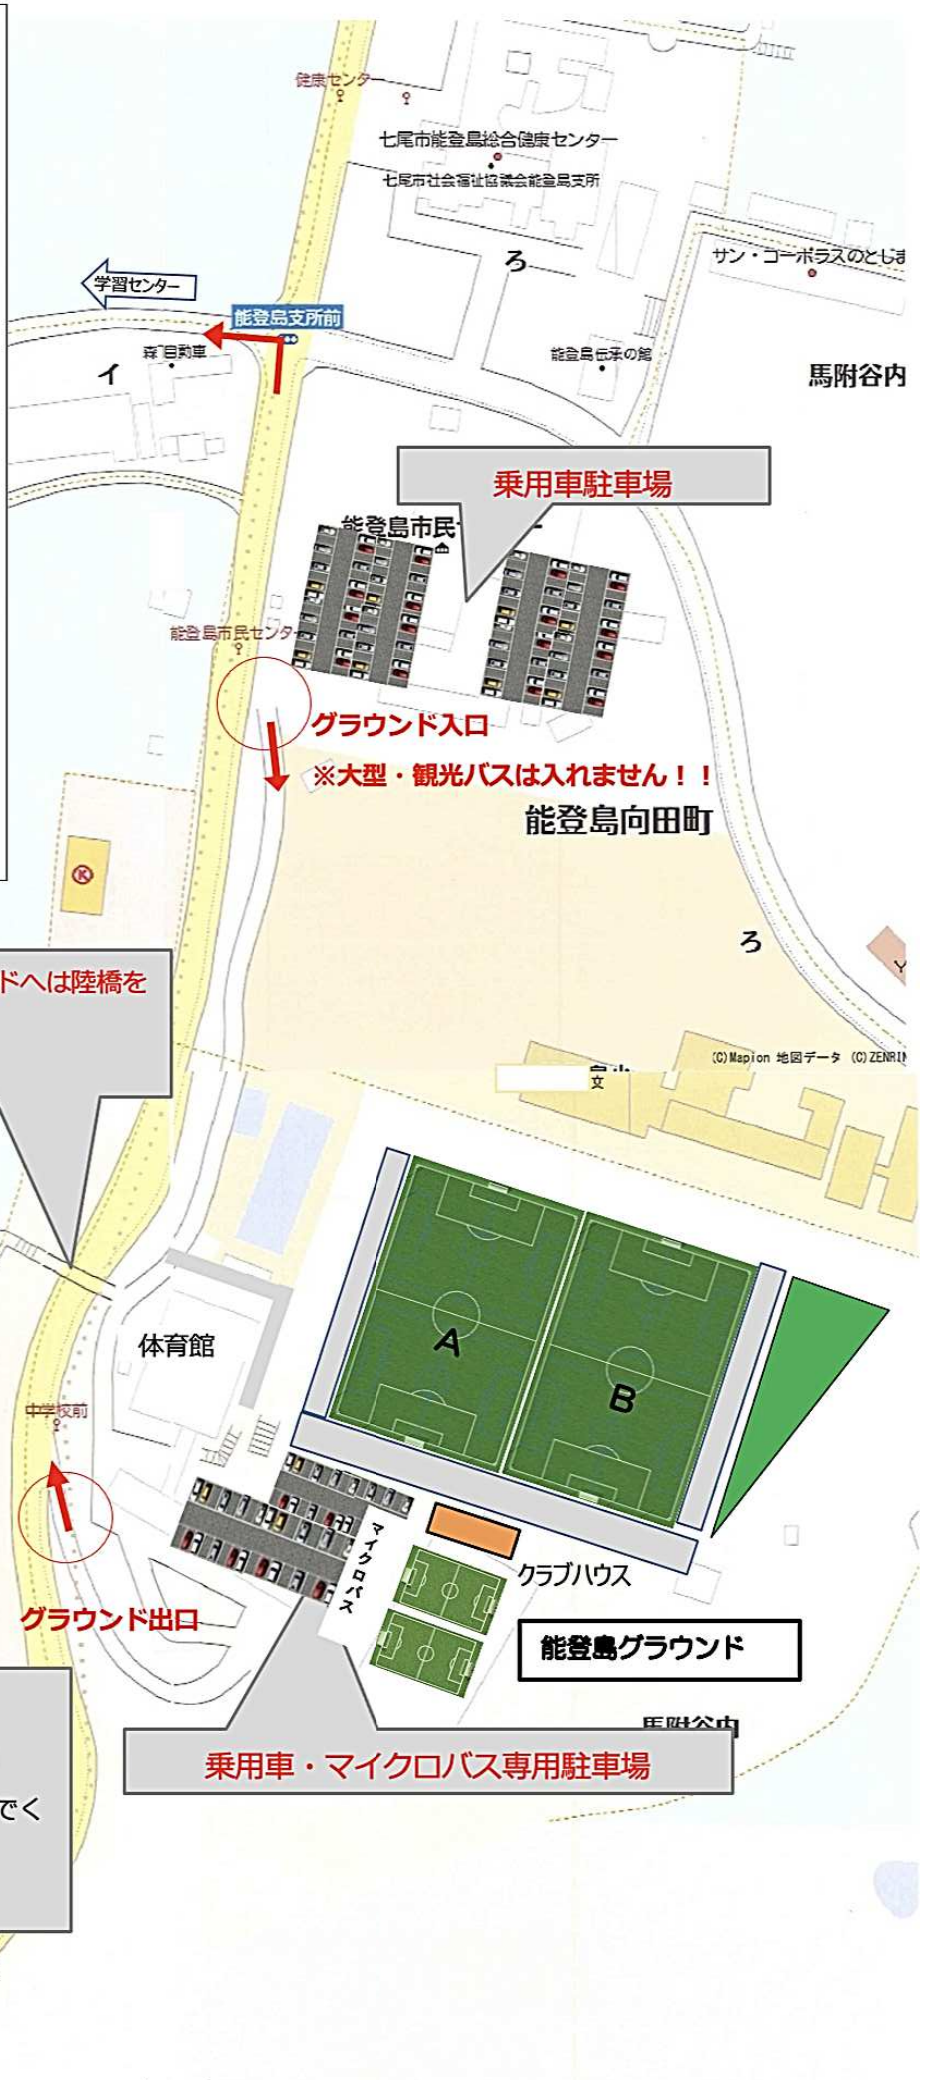 健康センター
七尾市能登島総合健康センター
七尾市社会福祉協議会能登島支所
ろ
サン・コーポラスのとじま
学習センター
能登島支所前
森自動車
イ
能登島伝承の館
馬附谷内
乗用車駐車場
能登島市民
能登島市民センター
グラウンド入口
※大型・観光バスは入れません！！
能登島向田町
K
ろ
Y
ドへは陸橋を
(C)Mapion 地図データ (C)ZENRIN
文
A
B
体育館
中学校前
マイクロバス
クラブハウス
グラウンド出口
能登島グラウンド
馬附谷内
乗用車・マイクロバス専用駐車場
でく